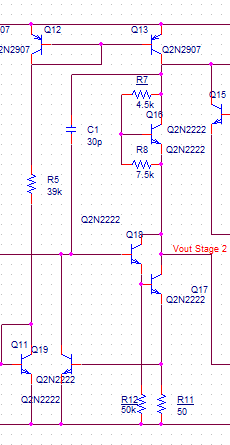 07 Q12 Q13
2N2907 Q2N2907
R7
4.5k
Q15
C1 Q16
30p Q2N2222
R8 Q2N2222
7.5k
R5
39k
Q2N2222
Q18
Vout Stage 2
Q17
Q11 Q19
Q2N2222
Q2N2222
Q2N2222
R12 R11
50k 50